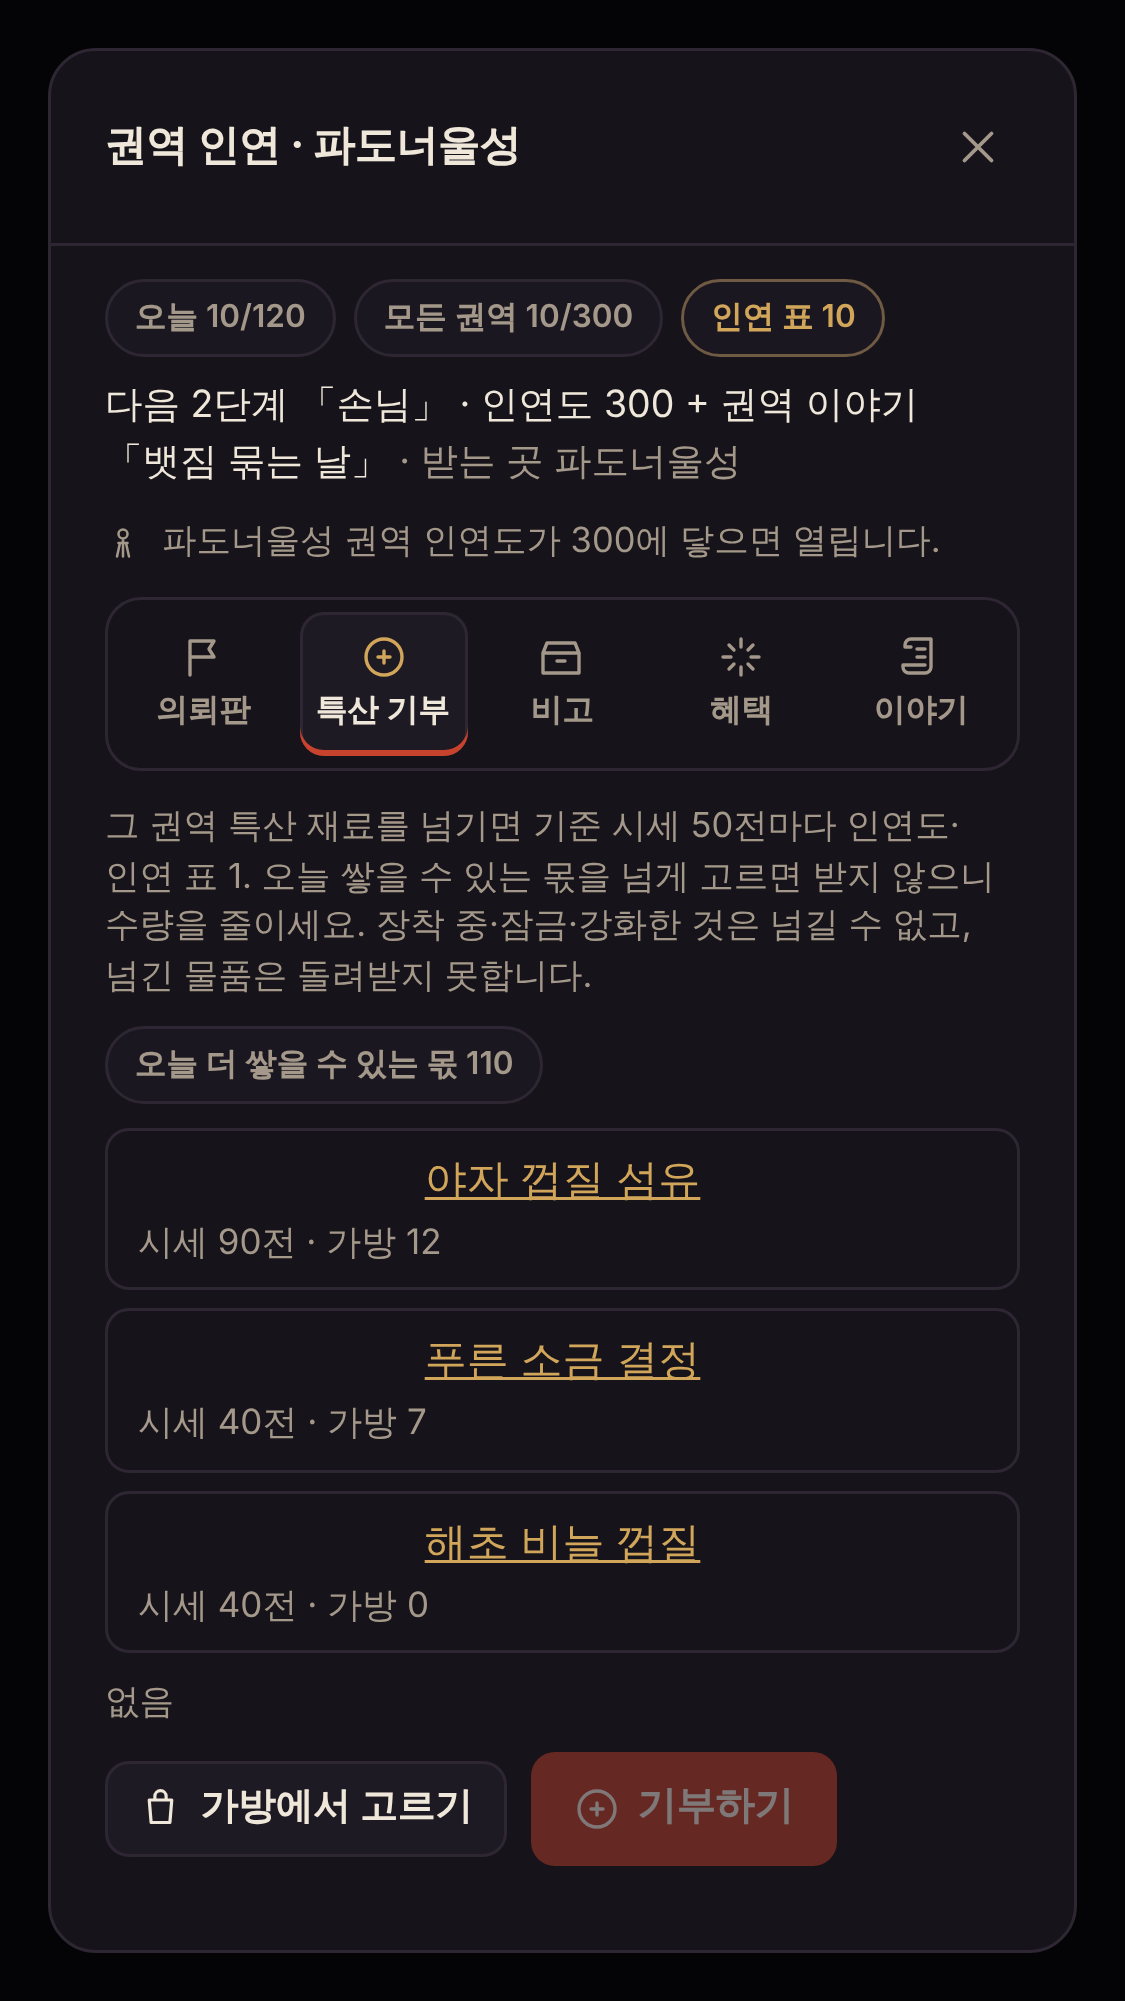 권역 인연 · 파도너울성
오늘 10/120
모든 권역 10/300
인연 표 10
다음 2단계 「손님」 · 인연도 300 + 권역 이야기
「뱃짐 묶는 날」 · 받는 곳 파도너울성
파도너울성 권역 인연도가 300에 닿으면 열립니다.
의뢰판
특산 기부
비고
혜택
이야기
그 권역 특산 재료를 넘기면 기준 시세 50전마다 인연도·
인연 표 1. 오늘 쌓을 수 있는 몫을 넘게 고르면 받지 않으니
수량을 줄이세요. 장착 중·잠금·강화한 것은 넘길 수 없고,
넘긴 물품은 돌려받지 못합니다.
오늘 더 쌓을 수 있는 몫 110
야자 껍질 섬유
시세 90전 · 가방 12
푸른 소금 결정
시세 40전 · 가방 7
해초 비늘 껍질
시세 40전 · 가방 0
없음
가방에서 고르기
기부하기